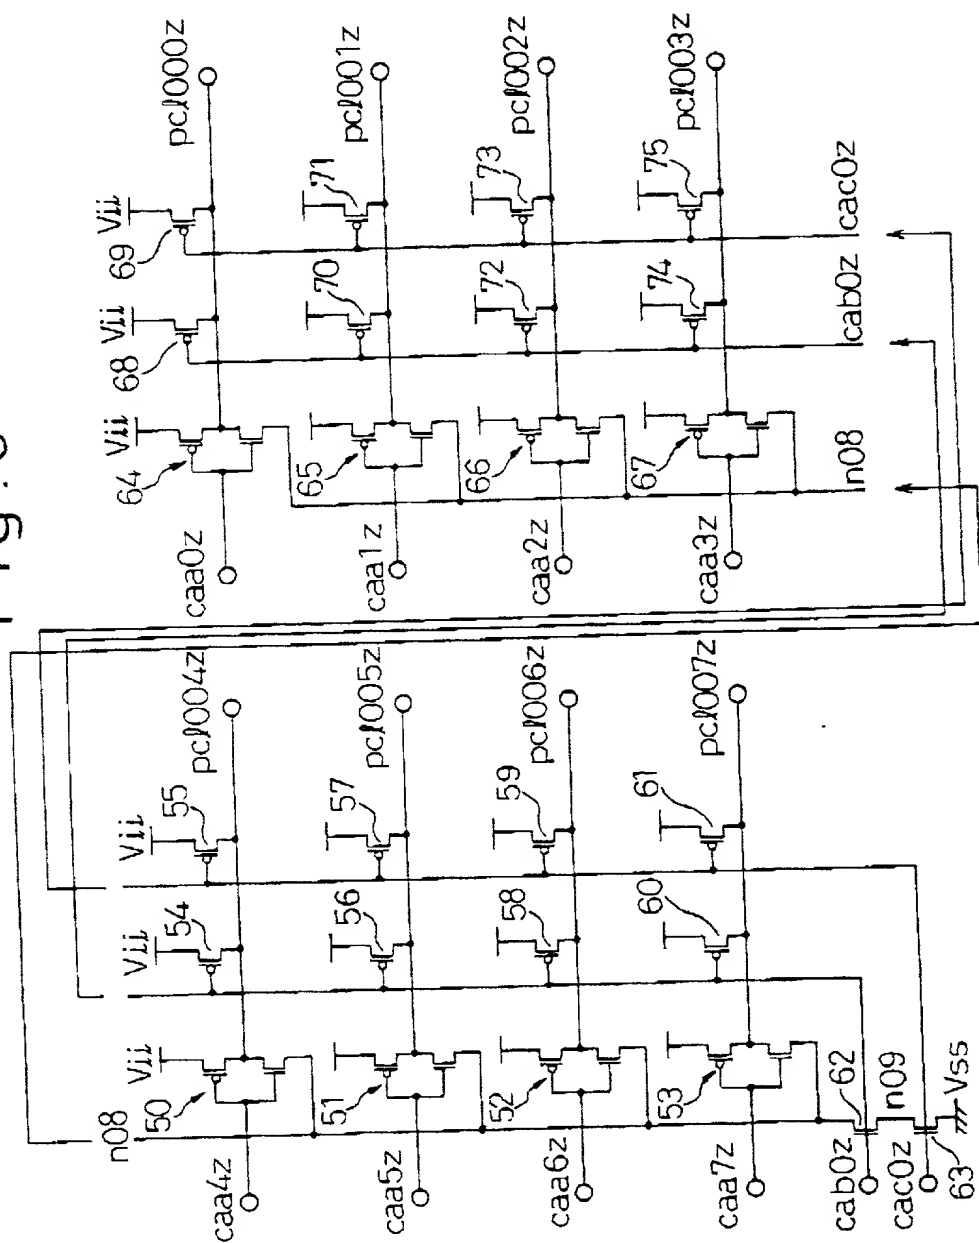 Vii
Vii
Vii
64
68
69
caa0z
pcl000z
65
70
71
caa1z
pcl001z
66
72
73
caa2z
pcl002z
67
74
75
caa3z
pcl003z
n08
cab0z
cac0z
n08
Vii
Vii
Vii
50
54
55
caa4z
pcl004z
51
56
57
caa5z
pcl005z
52
58
59
caa6z
pcl006z
53
60
61
caa7z
pcl007z
cab0z
62
n09
cac0z
63
Vss